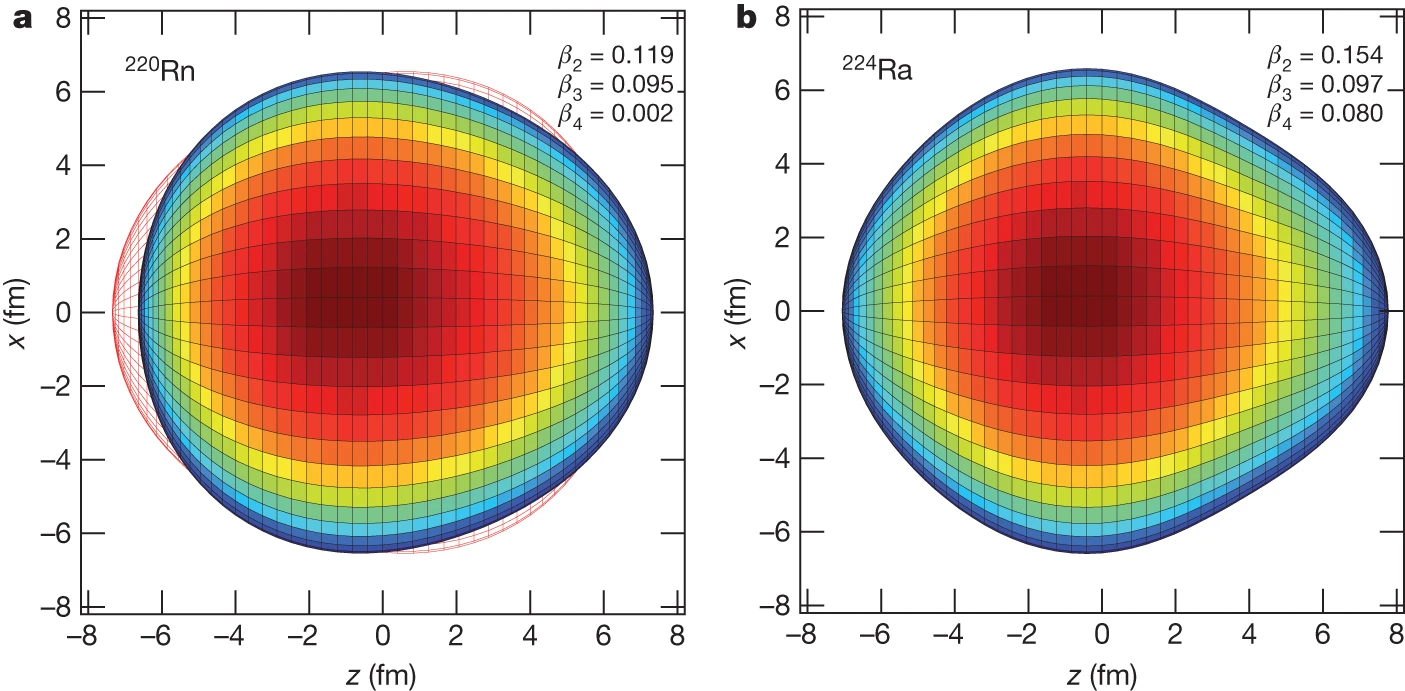 a
²²⁰Rn
β₂ = 0.119
β₃ = 0.095
β₄ = 0.002
8
6
4
2
0
−2
−4
−6
−8
x (fm)
−8 −6 −4 −2 0 2 4 6 8
z (fm)
b
²²⁴Ra
β₂ = 0.154
β₃ = 0.097
β₄ = 0.080
8
6
4
2
0
−2
−4
−6
−8
x (fm)
−8 −6 −4 −2 0 2 4 6 8
z (fm)